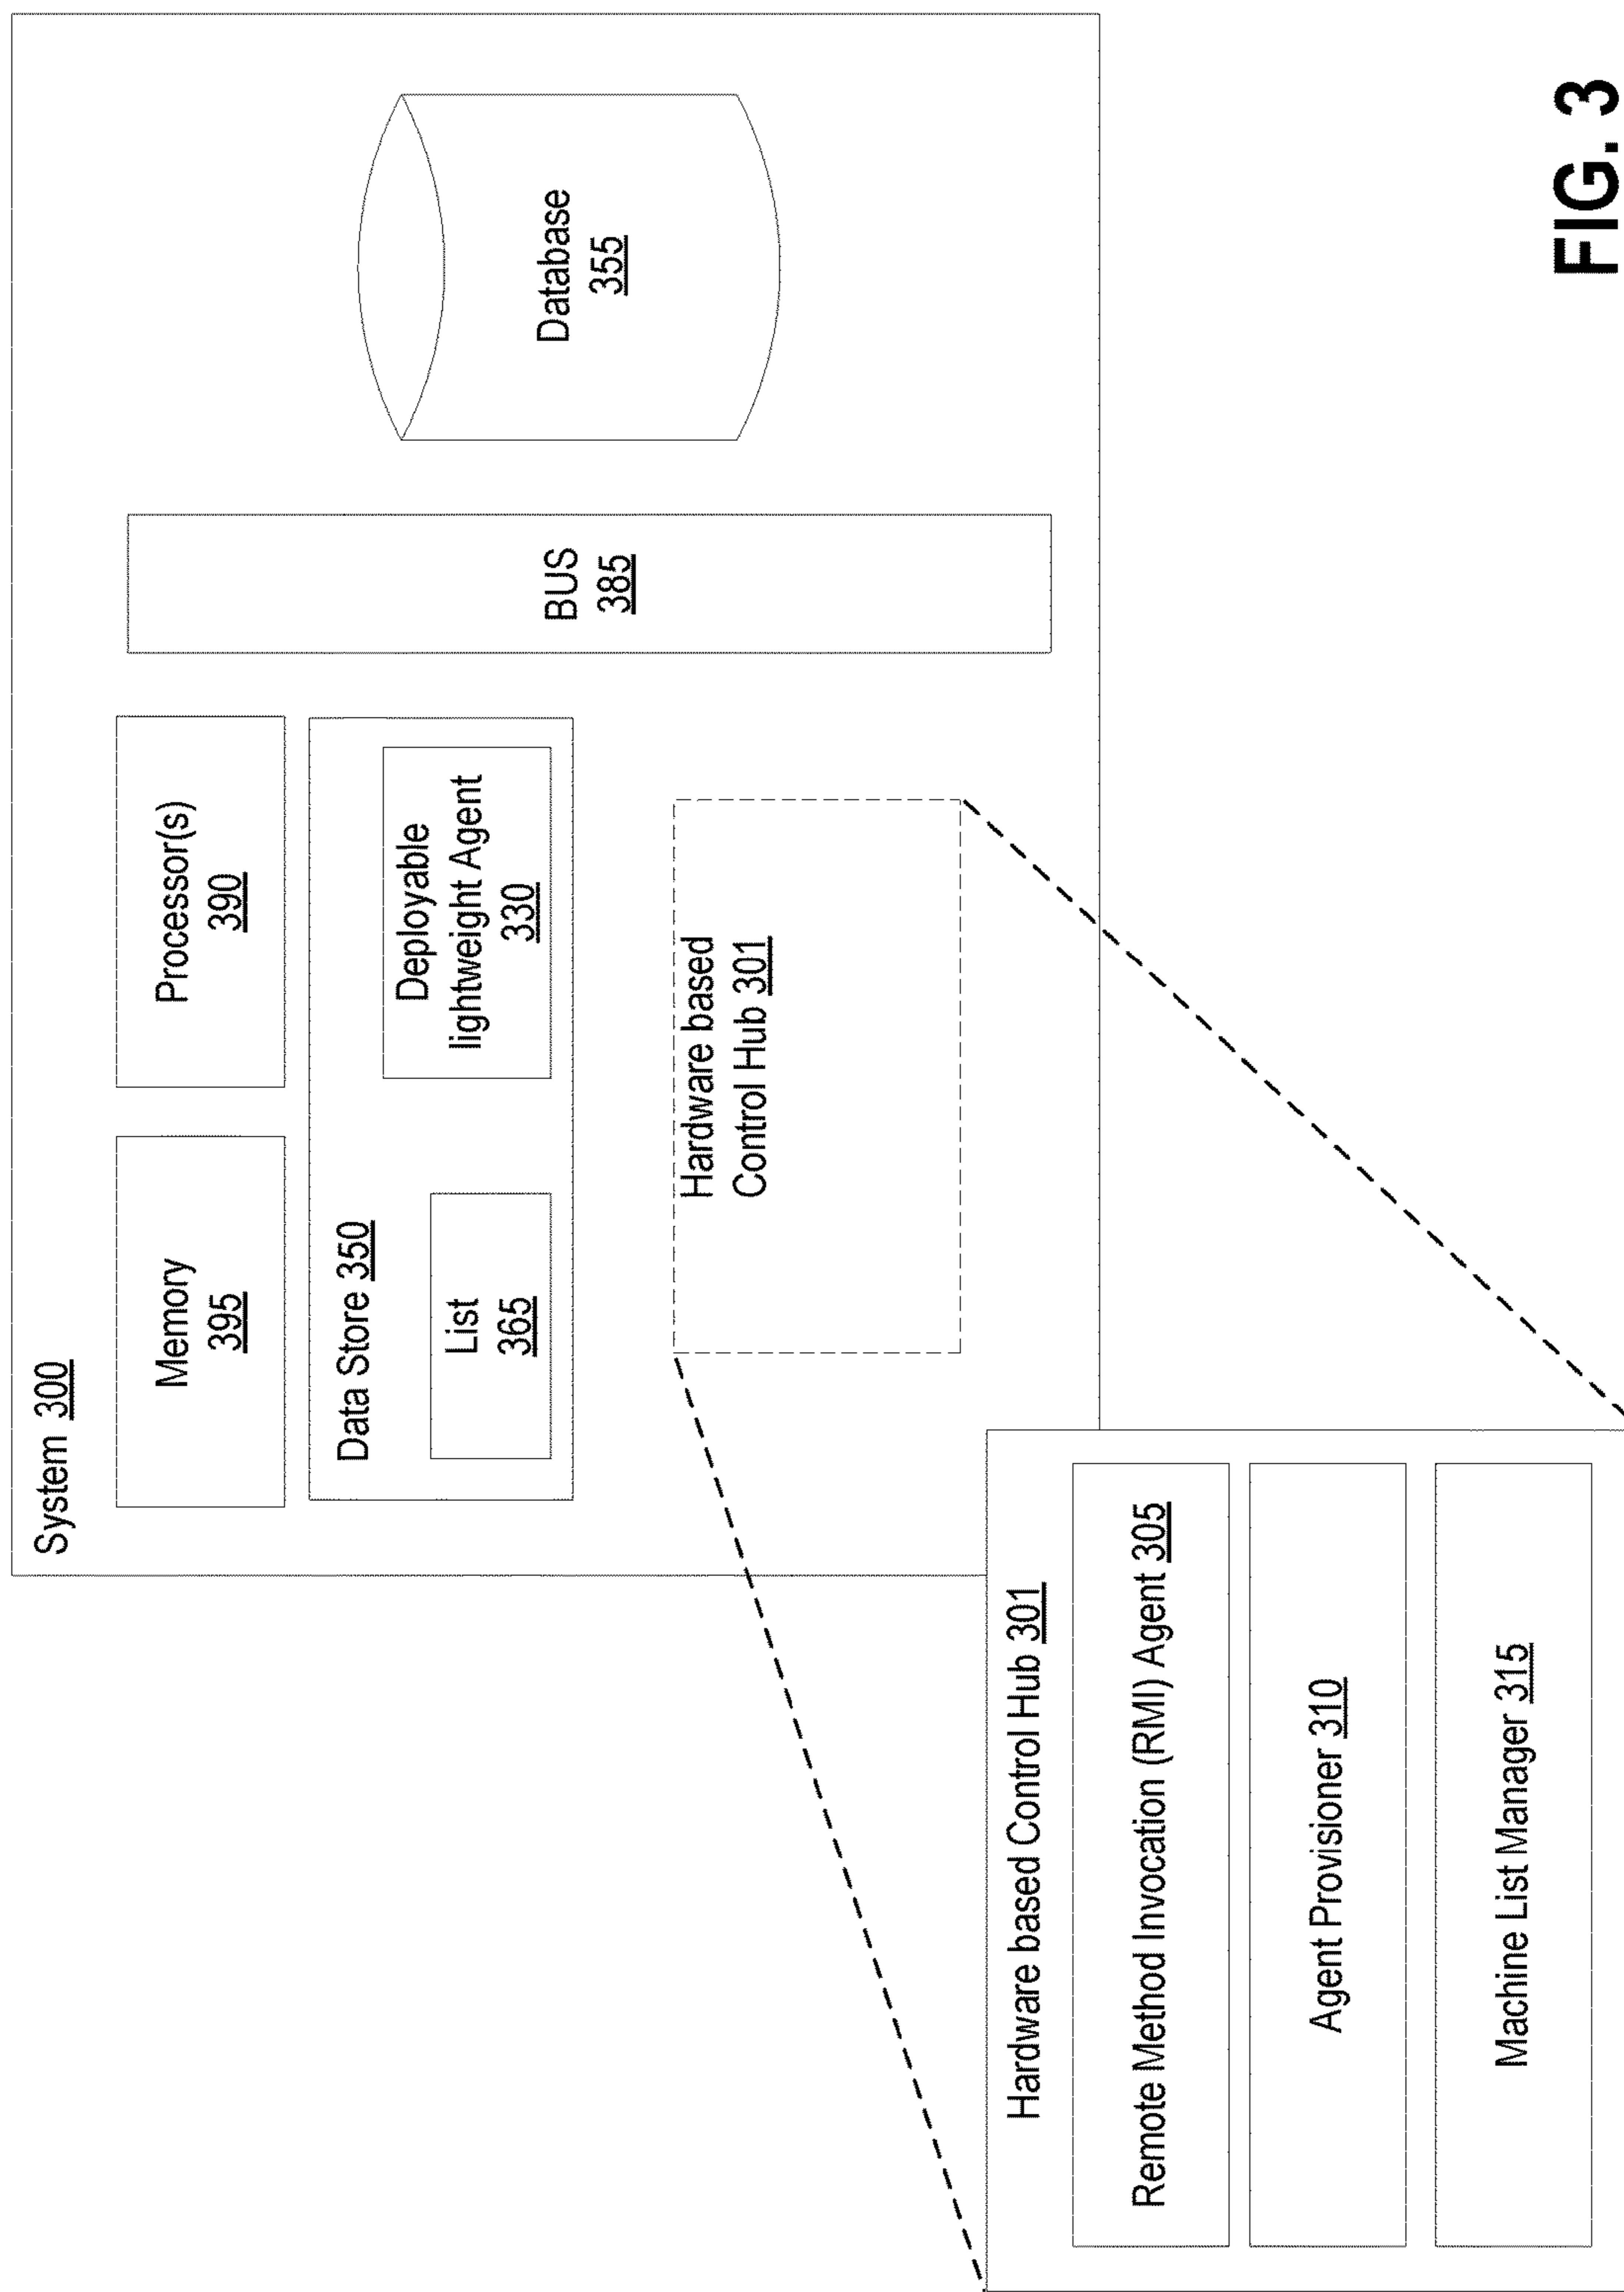 System 300
Memory
395
Processor(s)
390
Data Store 350
List
365
Deployable
lightweight Agent
330
Hardware based
Control Hub 301
BUS
385
Database
355
Hardware based Control Hub 301
Remote Method Invocation (RMI) Agent 305
Agent Provisioner 310
Machine List Manager 315
FIG. 3